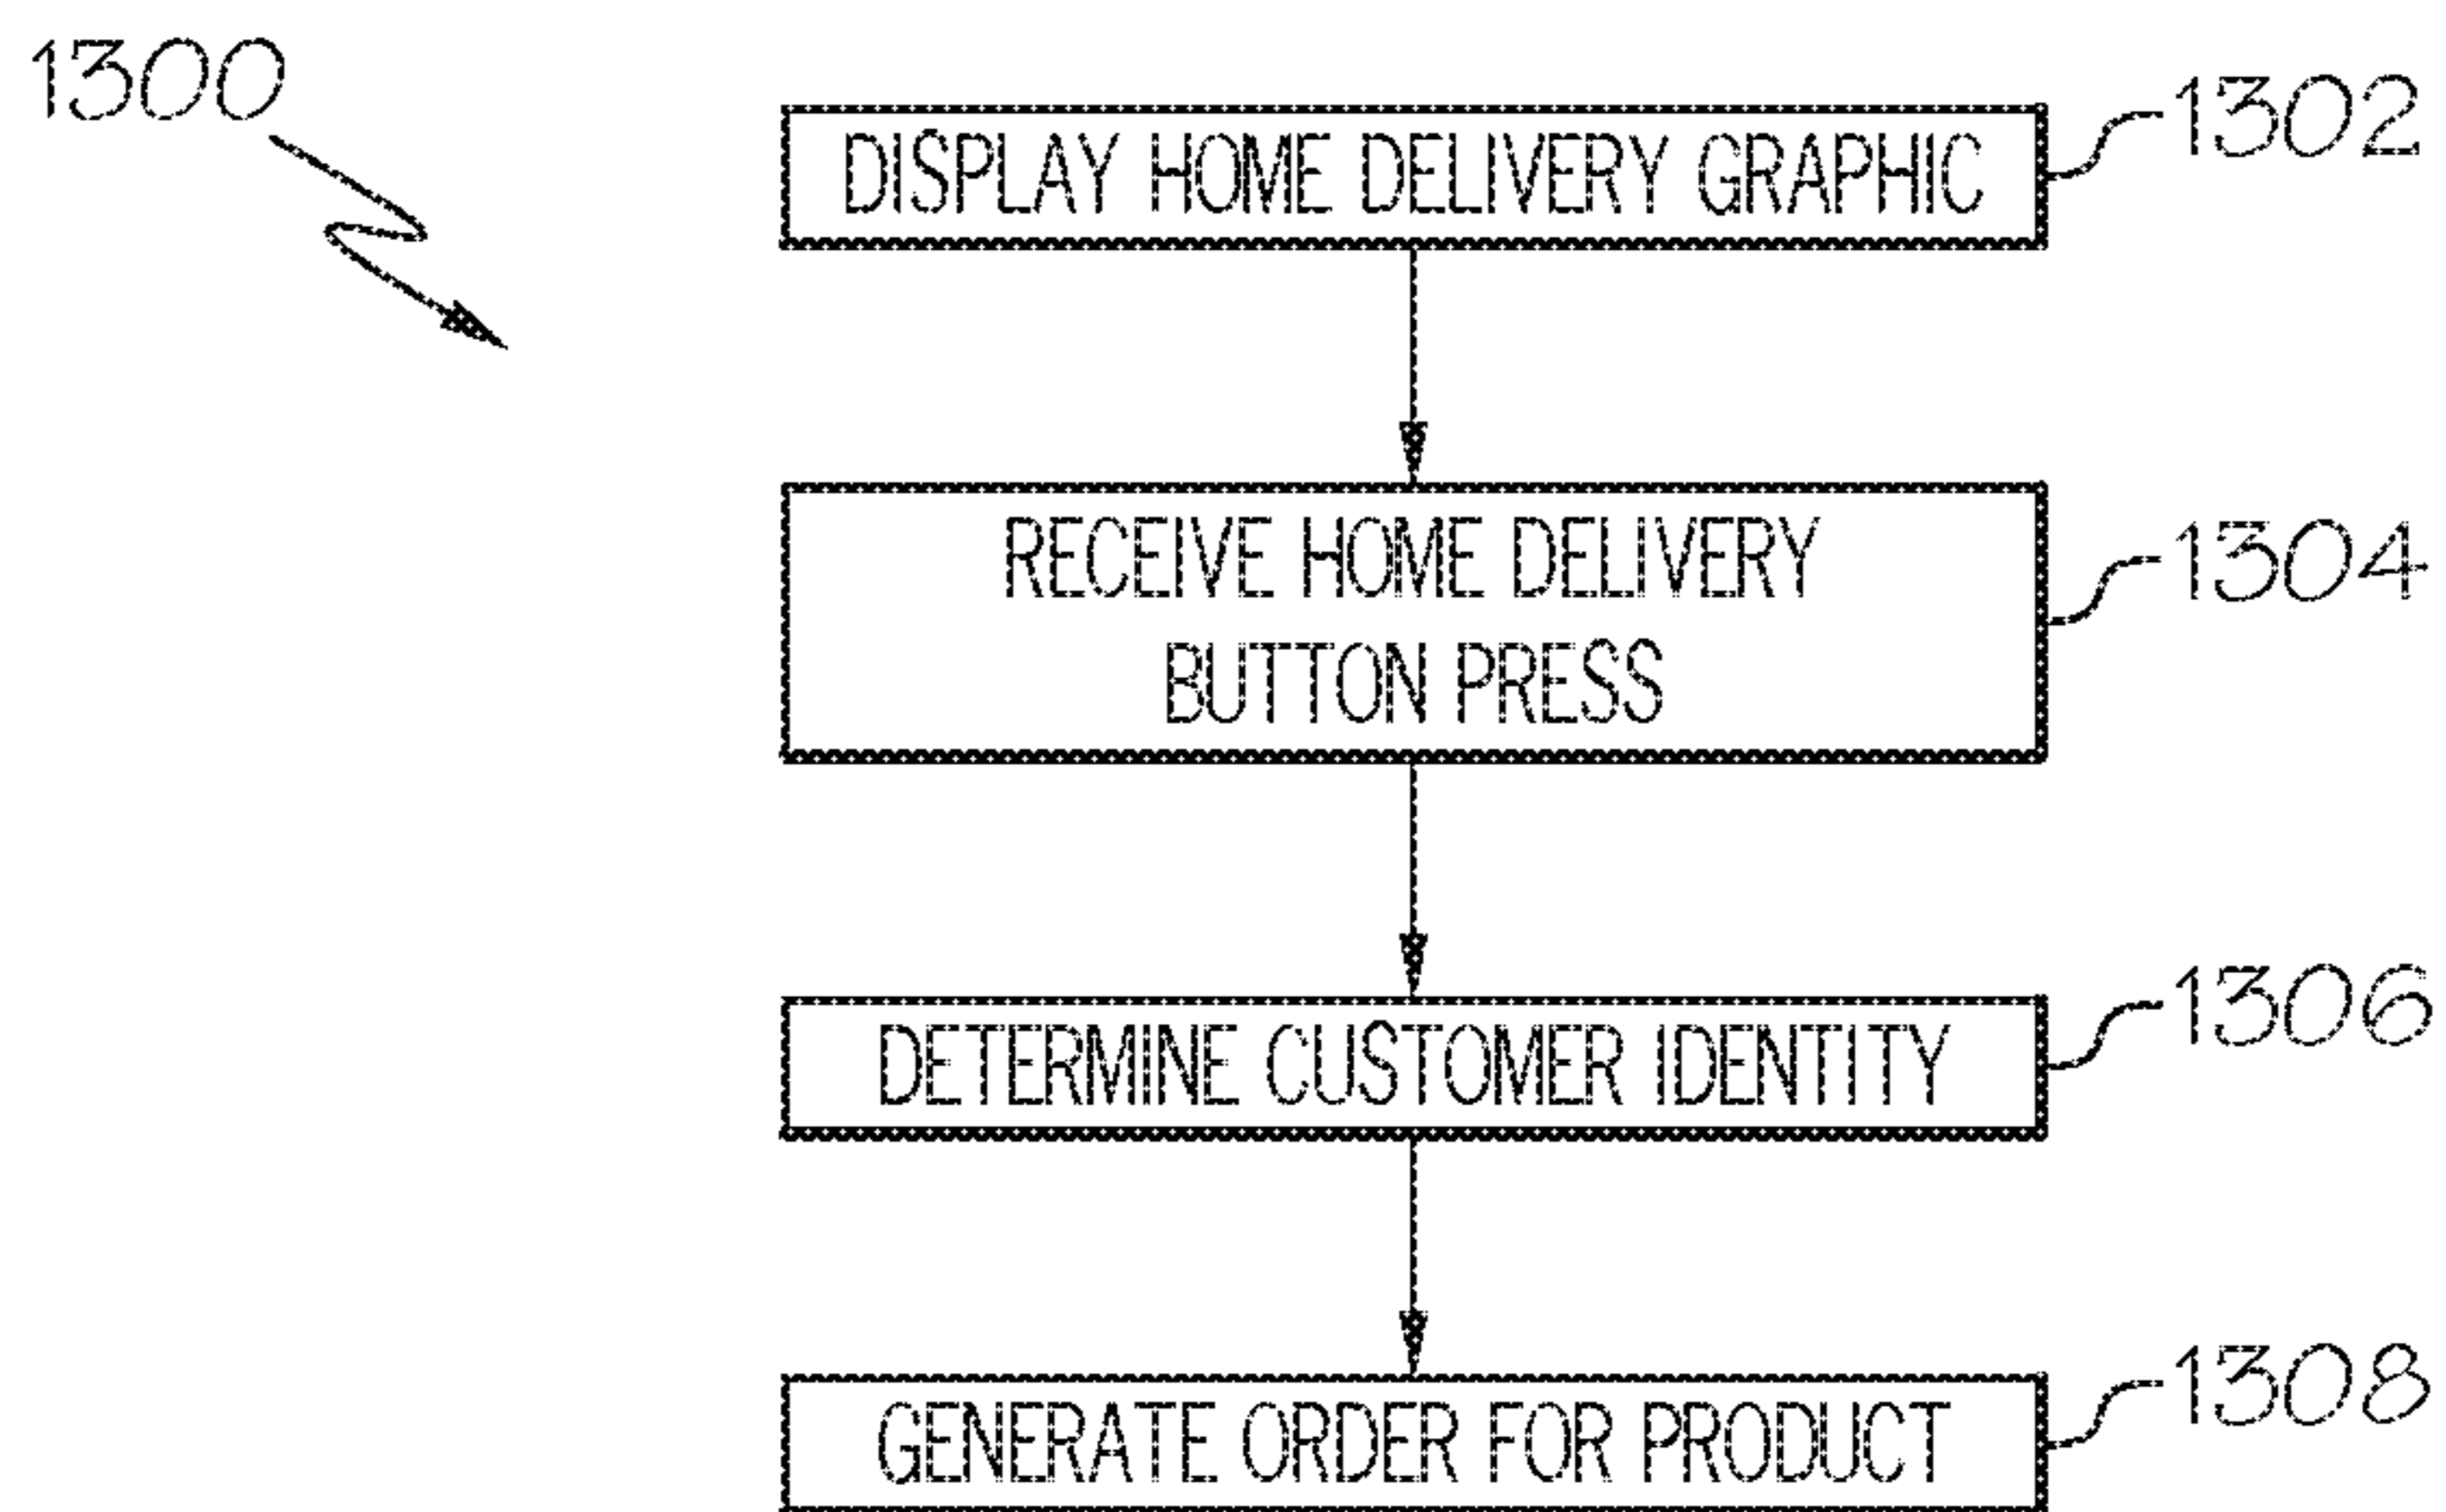 1300
DISPLAY HOME DELIVERY GRAPHIC
1302
RECEIVE HOME DELIVERY
BUTTON PRESS
1304
DETERMINE CUSTOMER IDENTITY
1306
GENERATE ORDER FOR PRODUCT
1308